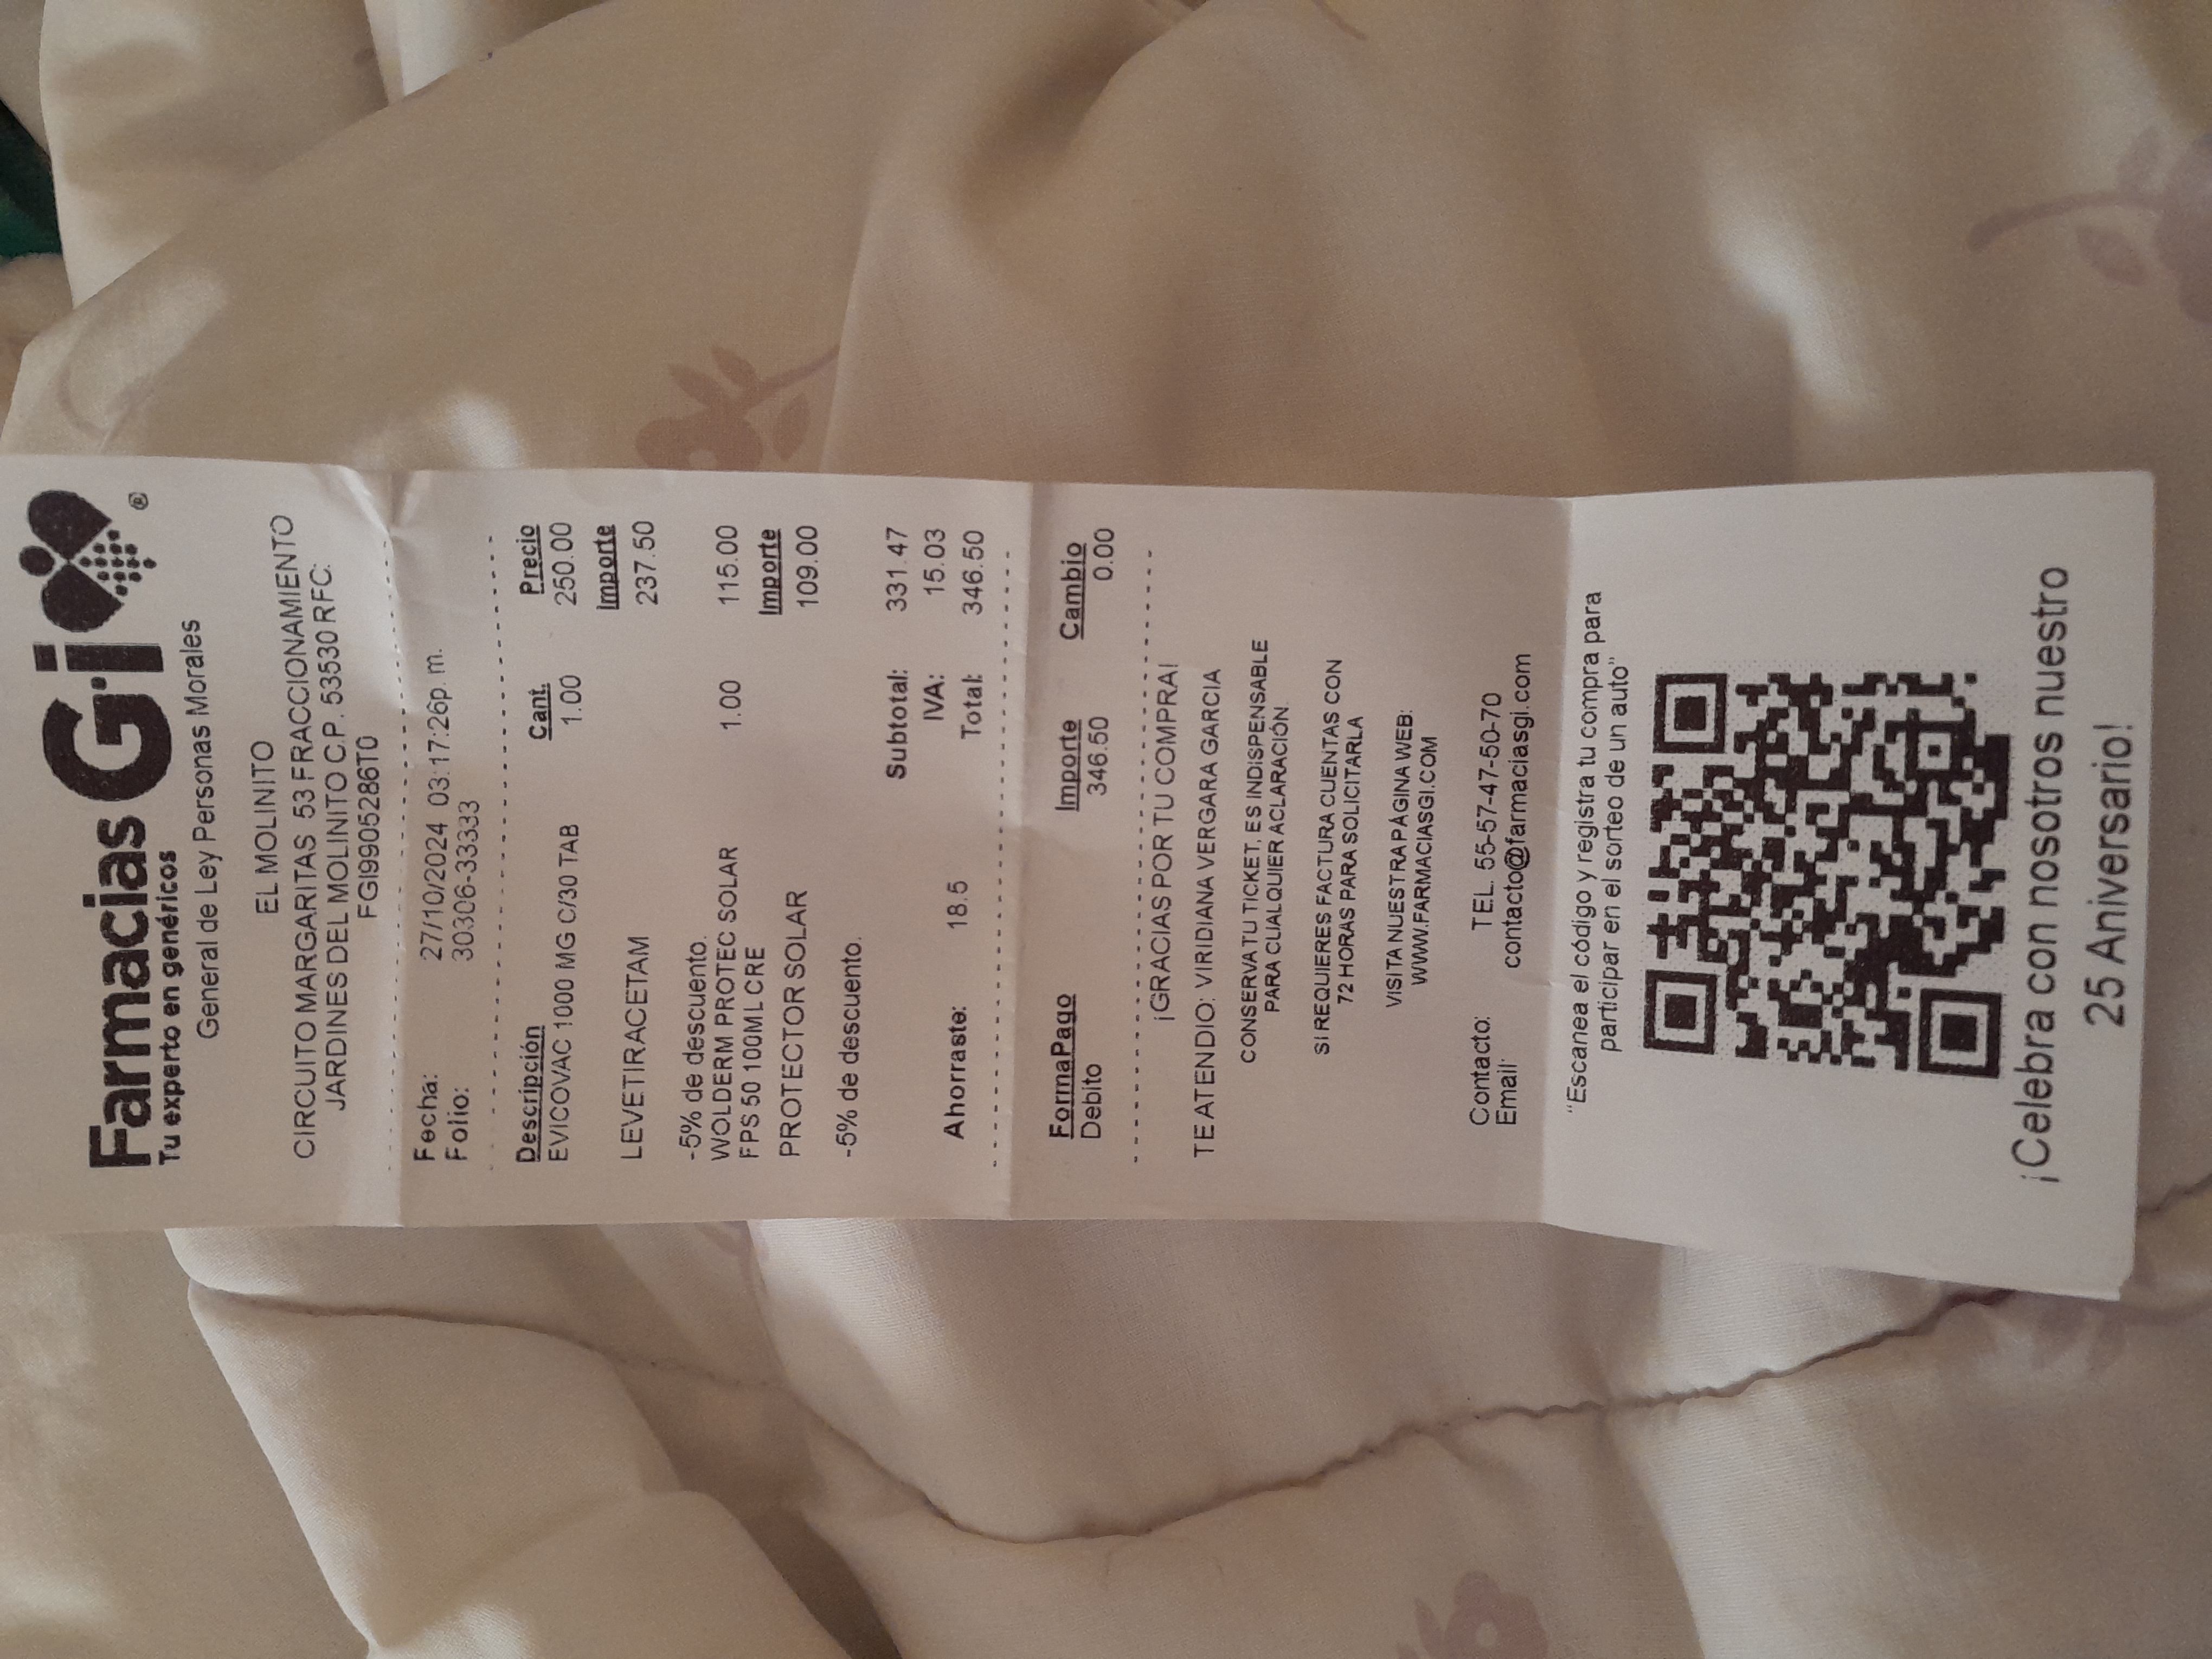 Farmacias Gi ®
Tu experto en genéricos
General de Ley Personas Morales
EL MOLINITO
CIRCUITO MARGARITAS 53 FRACCIONAMIENTO
JARDINES DEL MOLINITO C.P. 53530 RFC:
FGI9905286T0
Fecha: 27/10/2024 03:17:26p. m.
Folio: 30306-33333
Descripción Cant. Precio
EVICOVAC 1000 MG C/30 TAB 1.00 250.00
Importe
LEVETIRACETAM 237.50
-5% de descuento.
WOLDERM PROTEC SOLAR 1.00 115.00
FPS 50 100ML CRE
Importe
PROTECTOR SOLAR 109.00
-5% de descuento.
Subtotal: 331.47
IVA: 15.03
Ahorraste: 18.5 Total: 346.50
FormaPago Importe Cambio
Debito 346.50 0.00
¡GRACIAS POR TU COMPRA!
TE ATENDIO: VIRIDIANA VERGARA GARCIA
CONSERVA TU TICKET, ES INDISPENSABLE
PARA CUALQUIER ACLARACIÓN.
SI REQUIERES FACTURA CUENTAS CON
72 HORAS PARA SOLICITARLA
VISITA NUESTRA PÁGINA WEB:
WWW.FARMACIASGI.COM
Contacto: TEL. 55-57-47-50-70
Email: contacto@farmaciasgi.com
"Escanea el código y registra tu compra para
participar en el sorteo de un auto"
¡Celebra con nosotros nuestro
25 Aniversario!